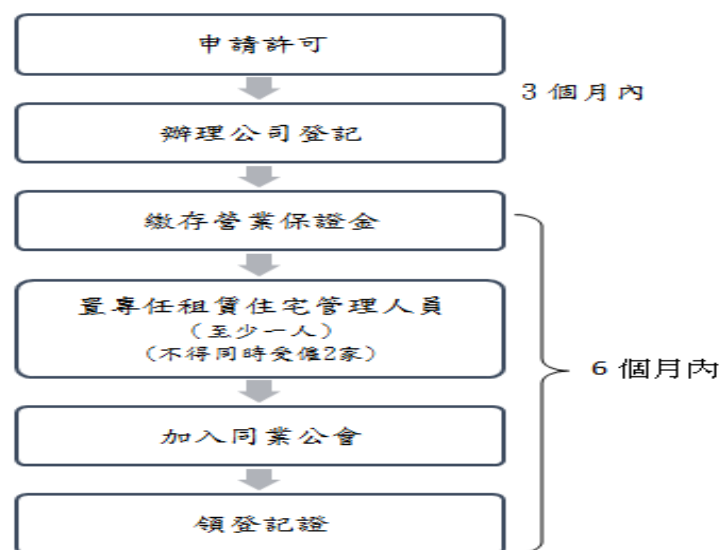 申請許可
3 個月內
辦理公司登記
繳存營業保證金
置專任租賃住宅管理人員
（至少一人）
(不得同時受僱2家)
6 個月內
加入同業公會
領登記證